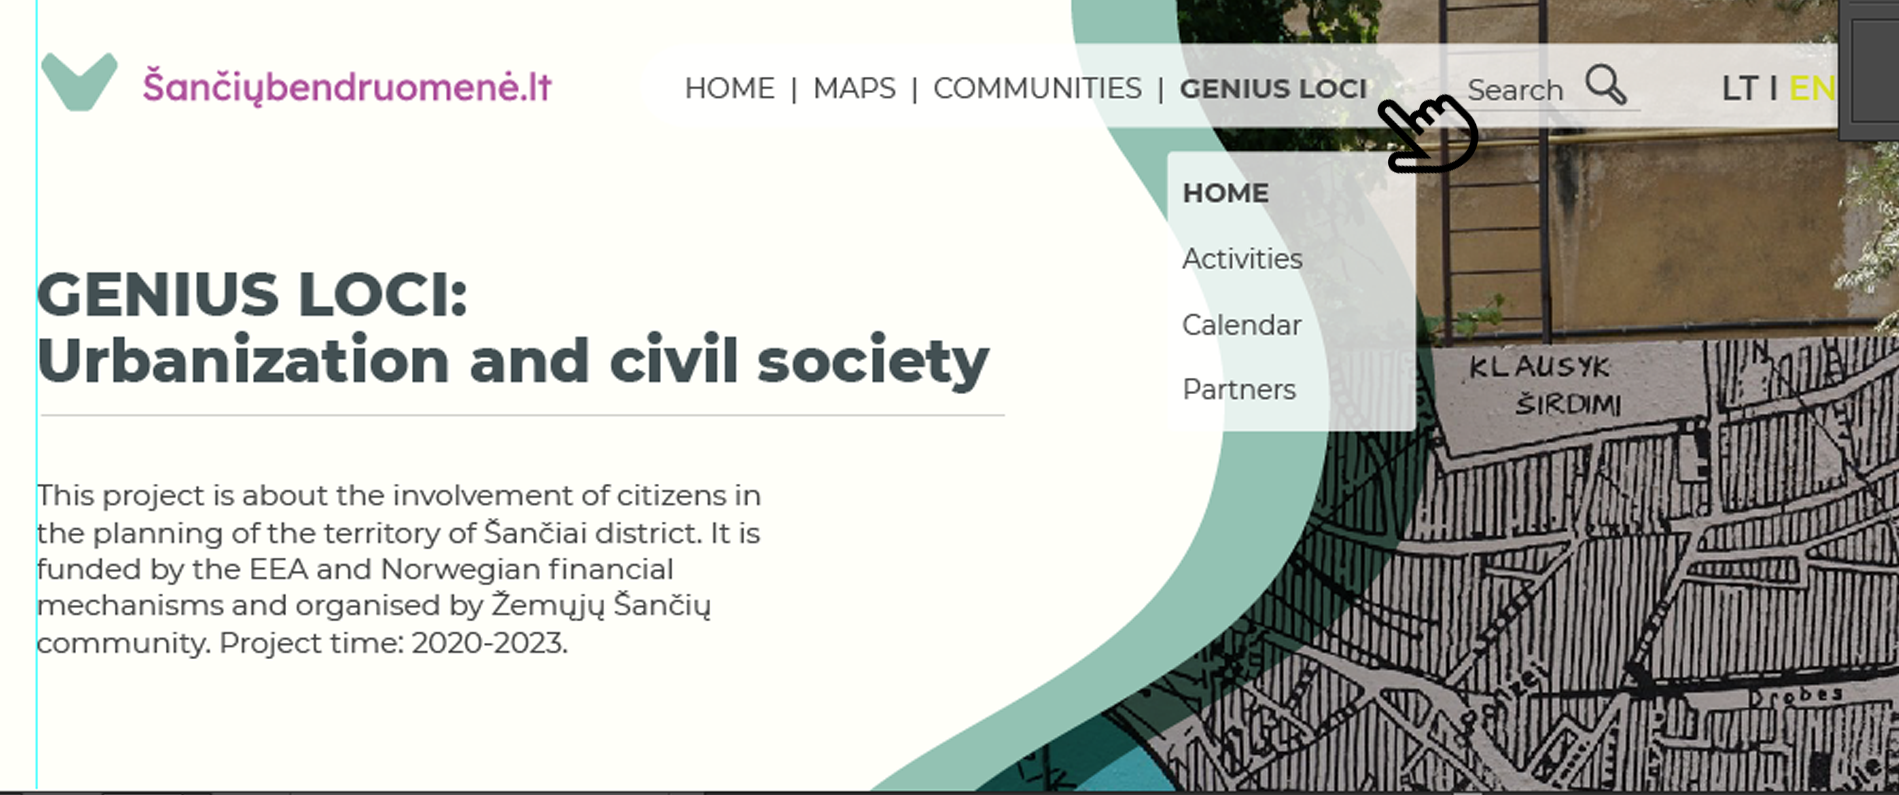 Šančiųbendruomenė.lt
HOME | MAPS | COMMUNITIES | GENIUS LOCI
Search
LT I EN
HOME
Activities
Calendar
Partners
GENIUS LOCI:
Urbanization and civil society
This project is about the involvement of citizens in
the planning of the territory of Šančiai district. It is
funded by the EEA and Norwegian financial
mechanisms and organised by Žemųjų Šančių
community. Project time: 2020-2023.
KLAUSYK
ŠIRDIMI
Drobės